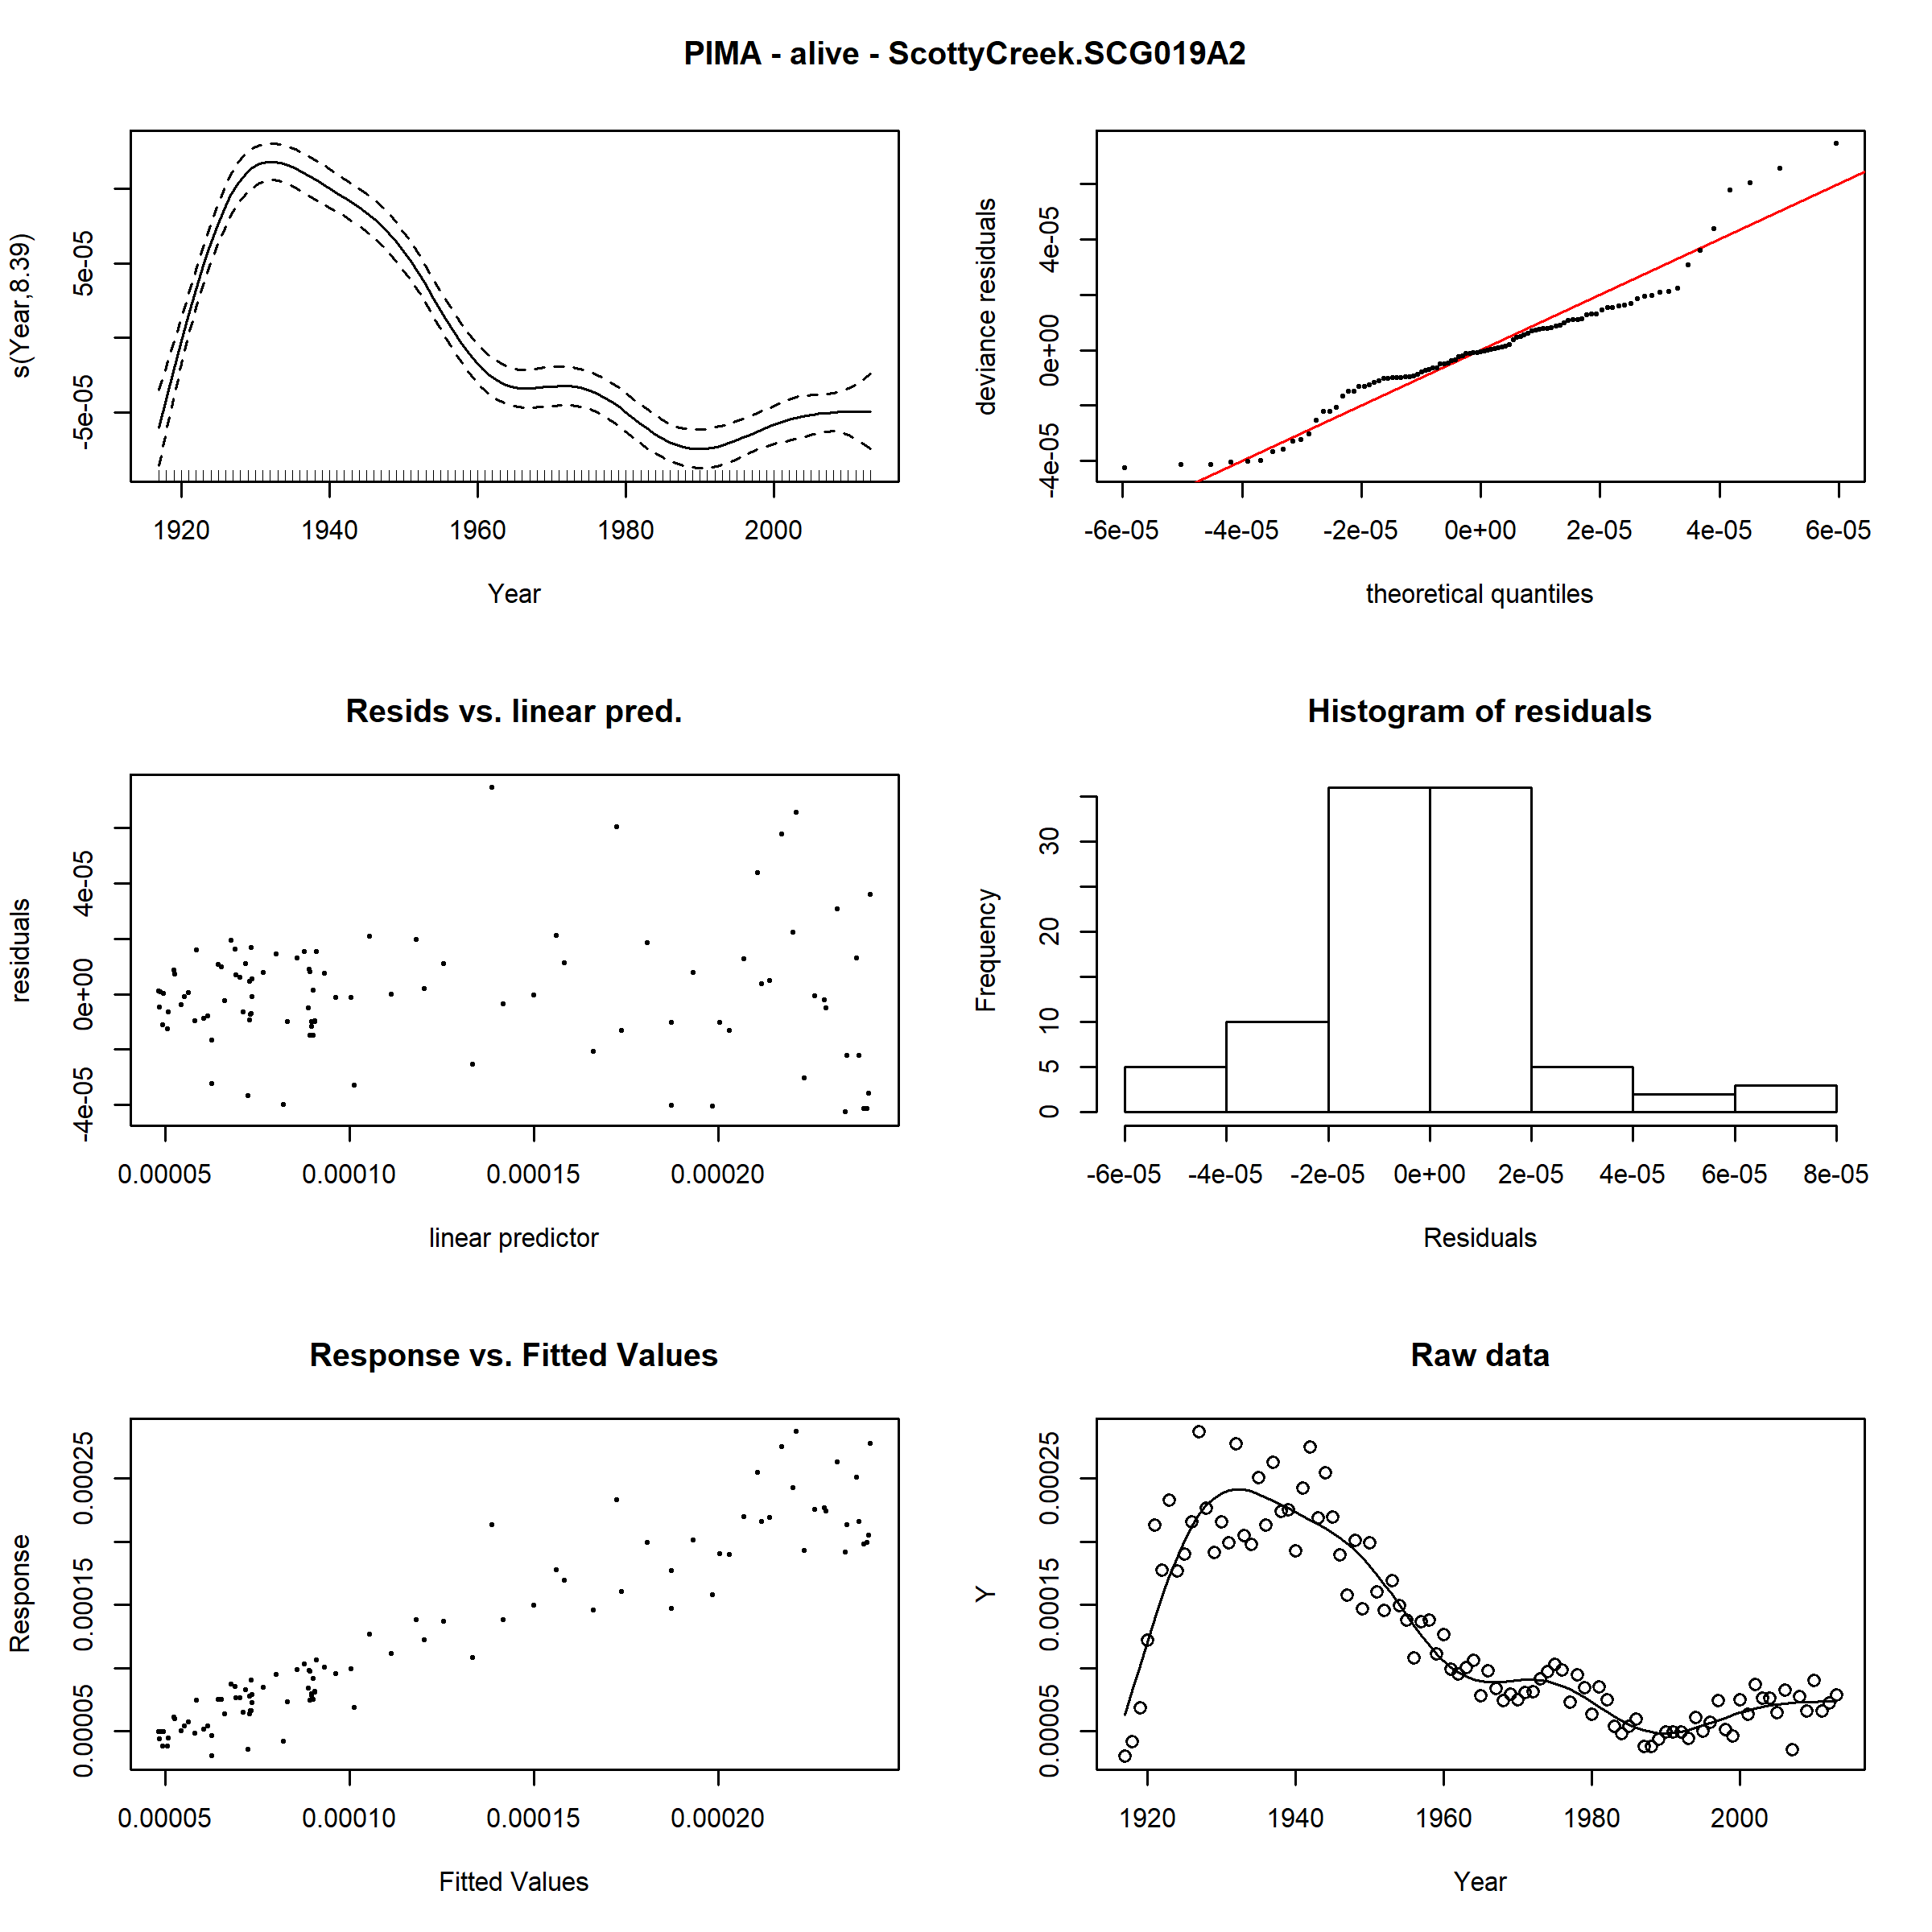 PIMA - alive - ScottyCreek.SCG019A2
s(Year,8.39)
-5e-05 5e-05
1920 1940 1960 1980 2000
Year
deviance residuals
-4e-05 0e+00 4e-05
-6e-05 -4e-05 -2e-05 0e+00 2e-05 4e-05 6e-05
theoretical quantiles
Resids vs. linear pred.
residuals
-4e-05 0e+00 4e-05
0.00005 0.00010 0.00015 0.00020
linear predictor
Histogram of residuals
Frequency
0 5 10 20 30
-6e-05 -4e-05 -2e-05 0e+00 2e-05 4e-05 6e-05 8e-05
Residuals
Response vs. Fitted Values
Response
0.00005 0.00015 0.00025
0.00005 0.00010 0.00015 0.00020
Fitted Values
Raw data
Y
0.00005 0.00015 0.00025
1920 1940 1960 1980 2000
Year